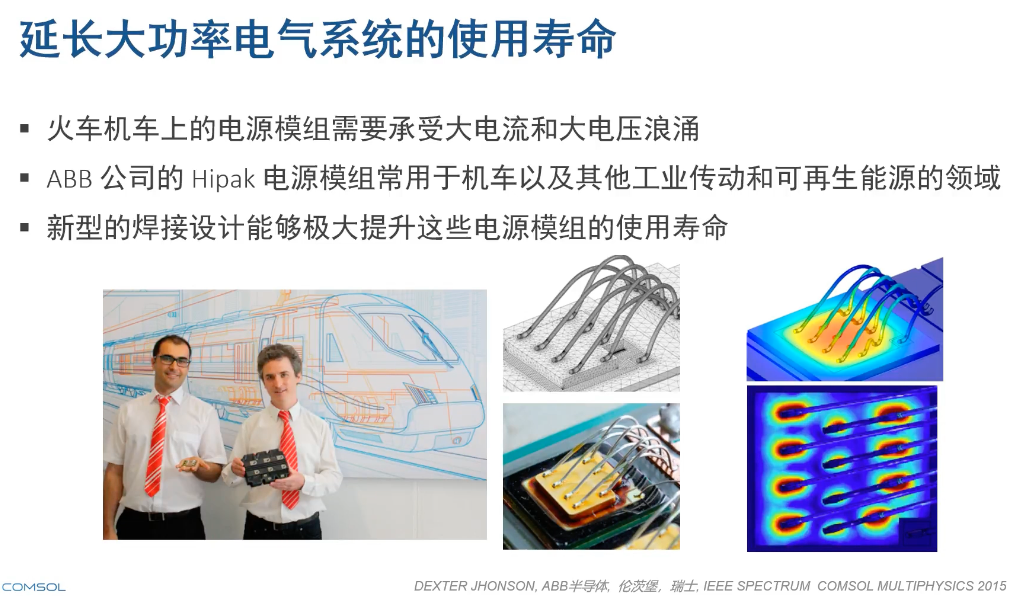 延长大功率电气系统的使用寿命
▪ 火车机车上的电源模组需要承受大电流和大电压浪涌
▪ ABB 公司的 Hipak 电源模组常用于机车以及其他工业传动和可再生能源的领域
▪ 新型的焊接设计能够极大提升这些电源模组的使用寿命
COMSOL
DEXTER JHONSON, ABB半导体, 伦茨堡, 瑞士, IEEE SPECTRUM COMSOL MULTIPHYSICS 2015